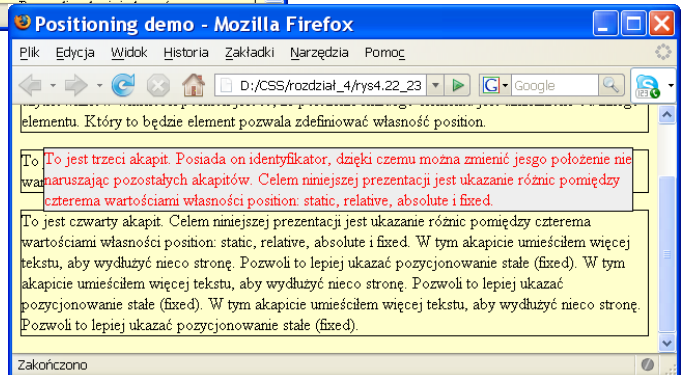 Positioning demo - Mozilla Firefox
Plik Edycja Widok Historia Zakładki Narzędzia Pomoc
D:/CSS/rozdział_4/rys4.22_23 G Google
elementu. Który to będzie element pozwala zdefiniować własność position.
To
To jest trzeci akapit. Posiada on identyfikator, dzięki czemu można zmienić jesgo położenie nie
naruszając pozostałych akapitów. Celem niniejszej prezentacji jest ukazanie różnic pomiędzy
czterema wartościami własności position: static, relative, absolute i fixed.
To jest czwarty akapit. Celem niniejszej prezentacji jest ukazanie różnic pomiędzy czterema
wartościami własności position: static, relative, absolute i fixed. W tym akapicie umieściłem więcej
tekstu, aby wydłużyć nieco stronę. Pozwoli to lepiej ukazać pozycjonowanie stałe (fixed). W tym
akapicie umieściłem więcej tekstu, aby wydłużyć nieco stronę. Pozwoli to lepiej ukazać
pozycjonowanie stałe (fixed). W tym akapicie umieściłem więcej tekstu, aby wydłużyć nieco stronę.
Pozwoli to lepiej ukazać pozycjonowanie stałe (fixed).
Zakończono